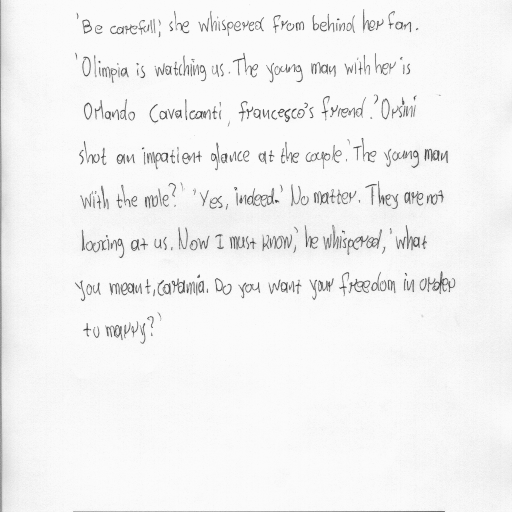 'Be carefull,' she whispered from behind her fan.
'Olimpia is watching us. The young man with her is
Orlando Cavalcanti, francesco's friend.' Orsini
shot an impatient glance at the couple. 'The young man
with the mole?' 'Yes, indeed.' No matter. They are not
looking at us. Now I must know,' he whispered, 'what
you meant, caramia. Do you want your freedom in order
to marry?'